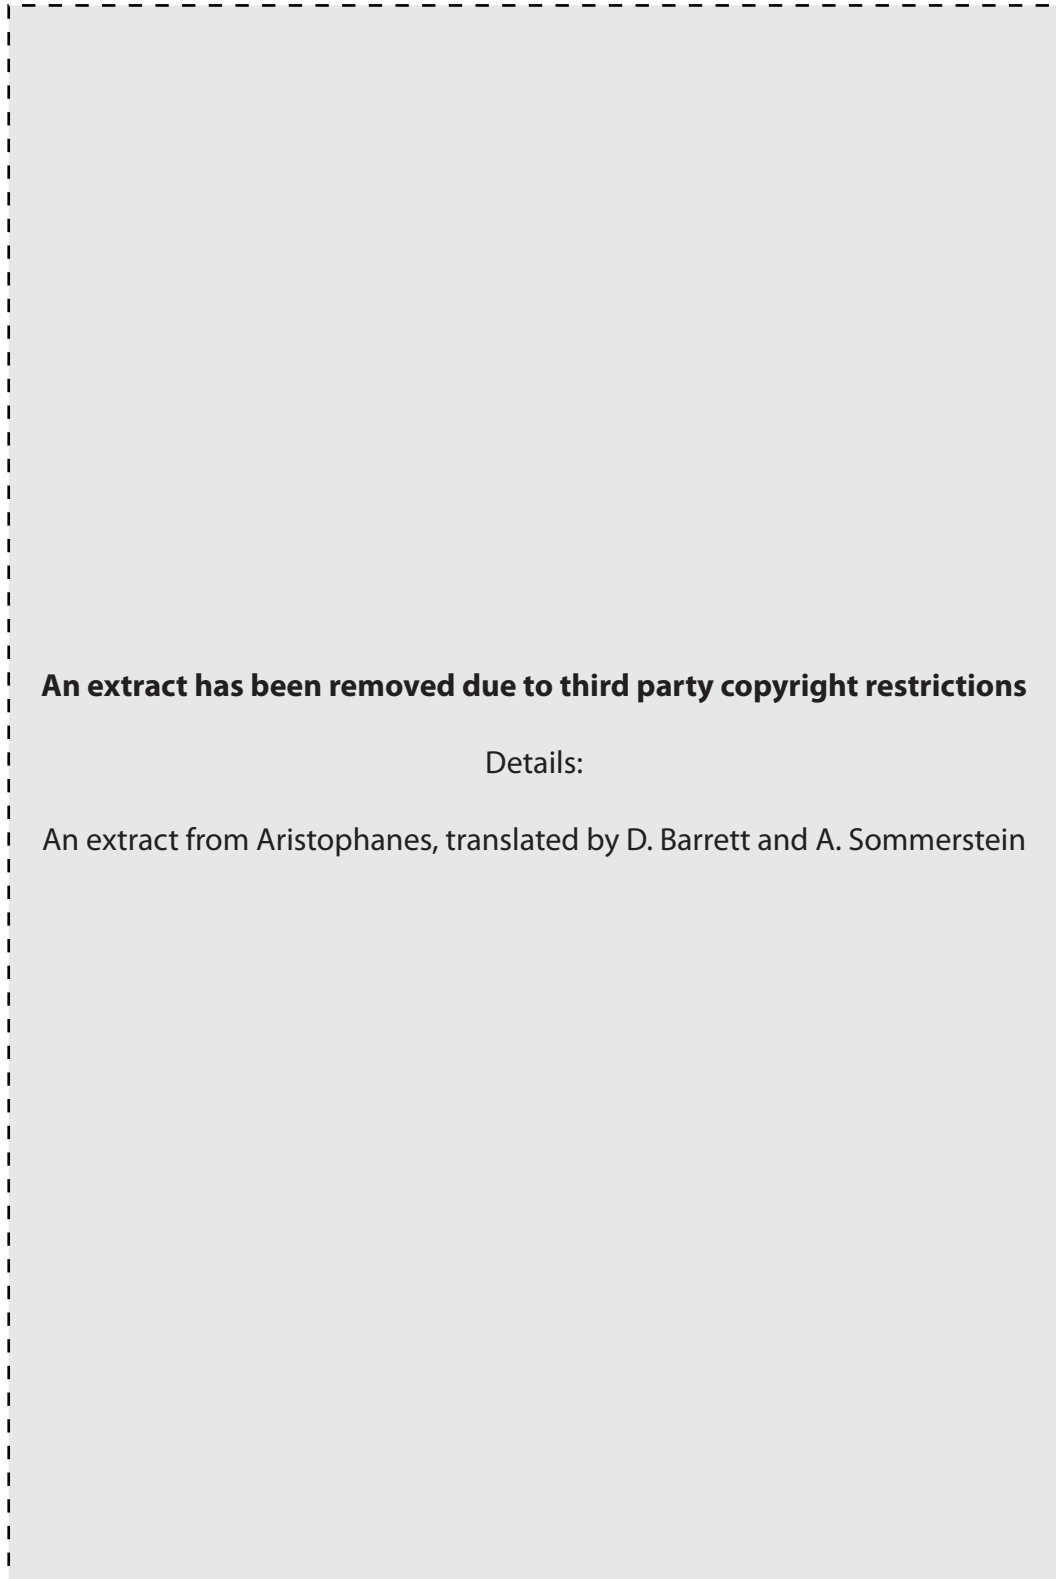 An extract has been removed due to third party copyright restrictions
Details:
An extract from Aristophanes, translated by D. Barrett and A. Sommerstein